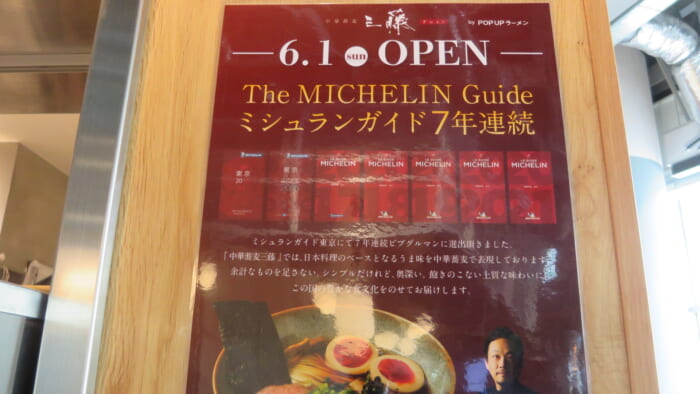 中華蕎麦 三藤 by POP UP ラーメン
6.1 sun OPEN
The MICHELIN Guide
ミシュランガイド7年連続
MICHELIN MICHELIN MICHELIN MICHELIN MICHELIN
東京 東京
ミシュランガイド東京にて7年連続ビブグルマンに選出頂きました。
「中華蕎麦三藤」では、日本料理のベースとなるうま味を中華蕎麦で表現しております。
余計なものを足さない。シンプルだけれど、奥深い、飽きのこない上質な味わいに、
この国の豊かな食文化をのせてお届けします。